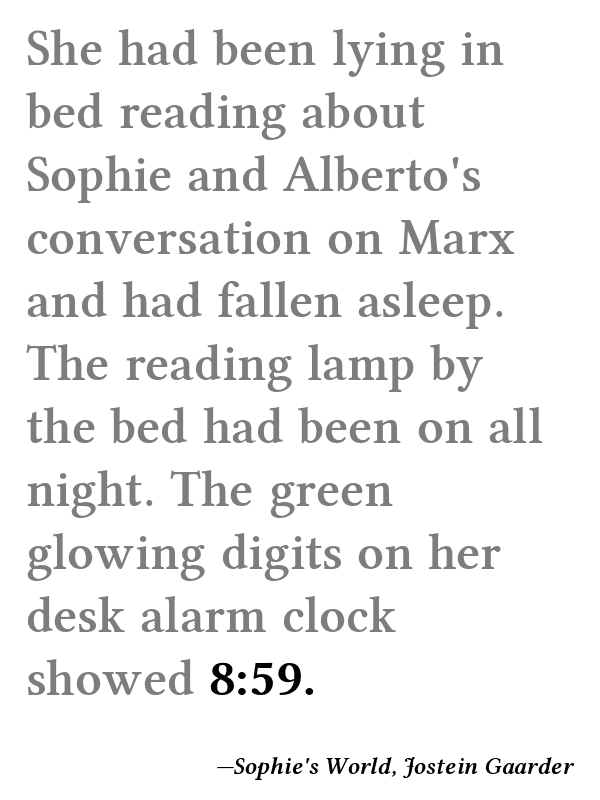 She had been lying in
bed reading about
Sophie and Alberto's
conversation on Marx
and had fallen asleep.
The reading lamp by
the bed had been on all
night. The green
glowing digits on her
desk alarm clock
showed 8:59.
—Sophie's World, Jostein Gaarder